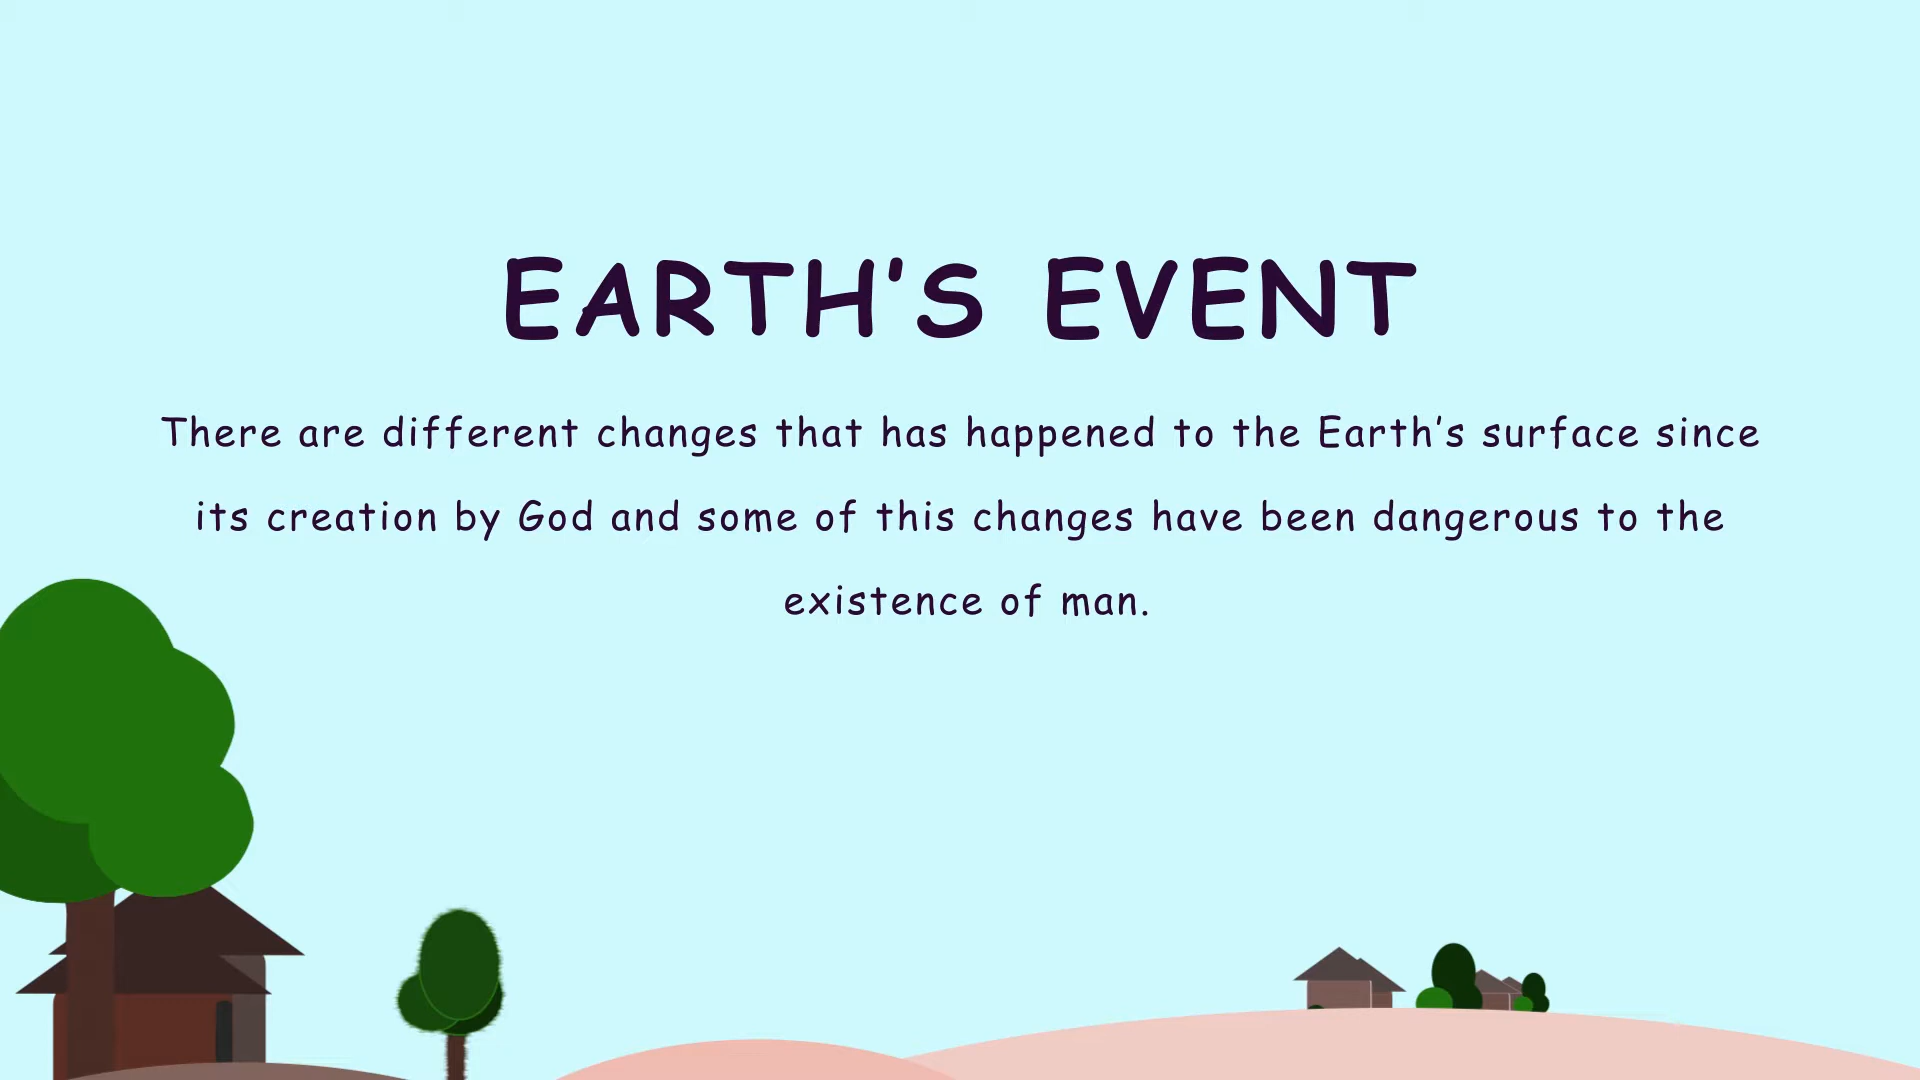 EARTH’S EVENT
There are different changes that has happened to the Earth’s surface since
its creation by God and some of this changes have been dangerous to the
existence of man.